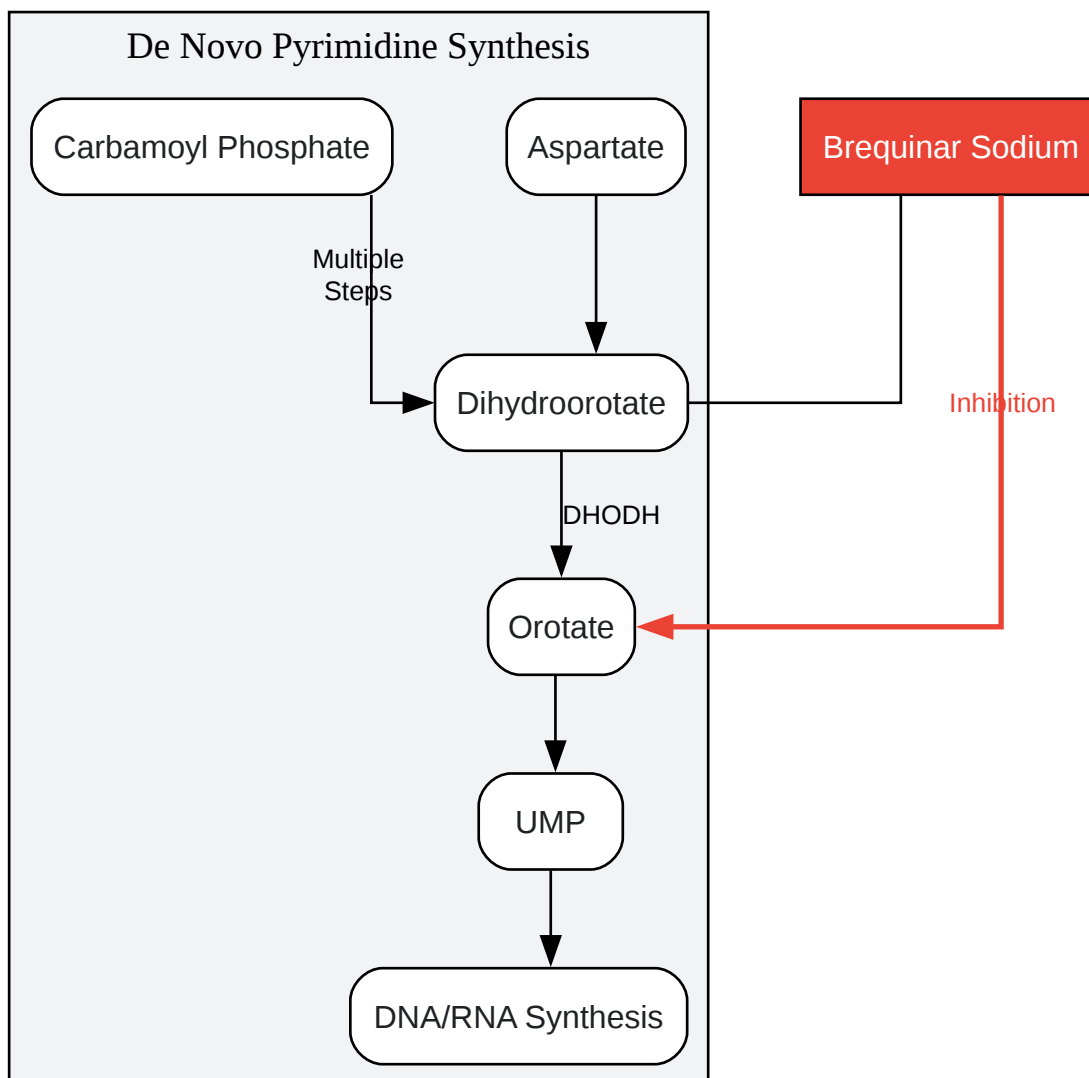 De Novo Pyrimidine Synthesis
Carbamoyl Phosphate
Aspartate
Brequinar Sodium
Multiple
Steps
Dihydroorotate
Inhibition
DHODH
Orotate
UMP
DNA/RNA Synthesis